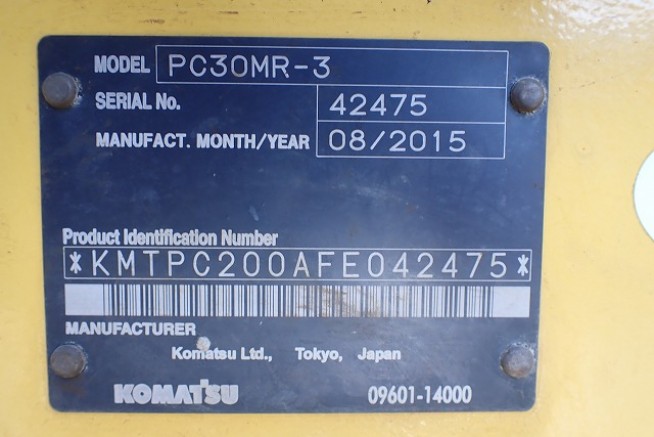 MODEL PC30MR-3
SERIAL No. 42475
MANUFACT. MONTH/YEAR 08/2015
Product Identification Number
*KMTPC200AFE042475*
MANUFACTURER
Komatsu Ltd., Tokyo, Japan
KOMATSU 09601-14000